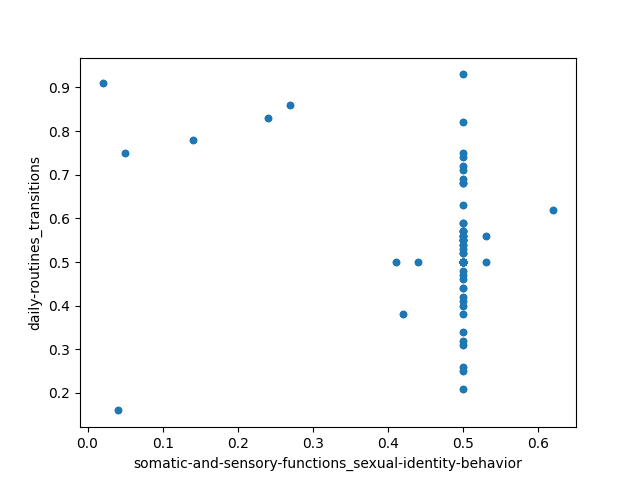 0.9
0.8
0.7
0.6
0.5
0.4
0.3
0.2
daily-routines_transitions
0.0 0.1 0.2 0.3 0.4 0.5 0.6
somatic-and-sensory-functions_sexual-identity-behavior